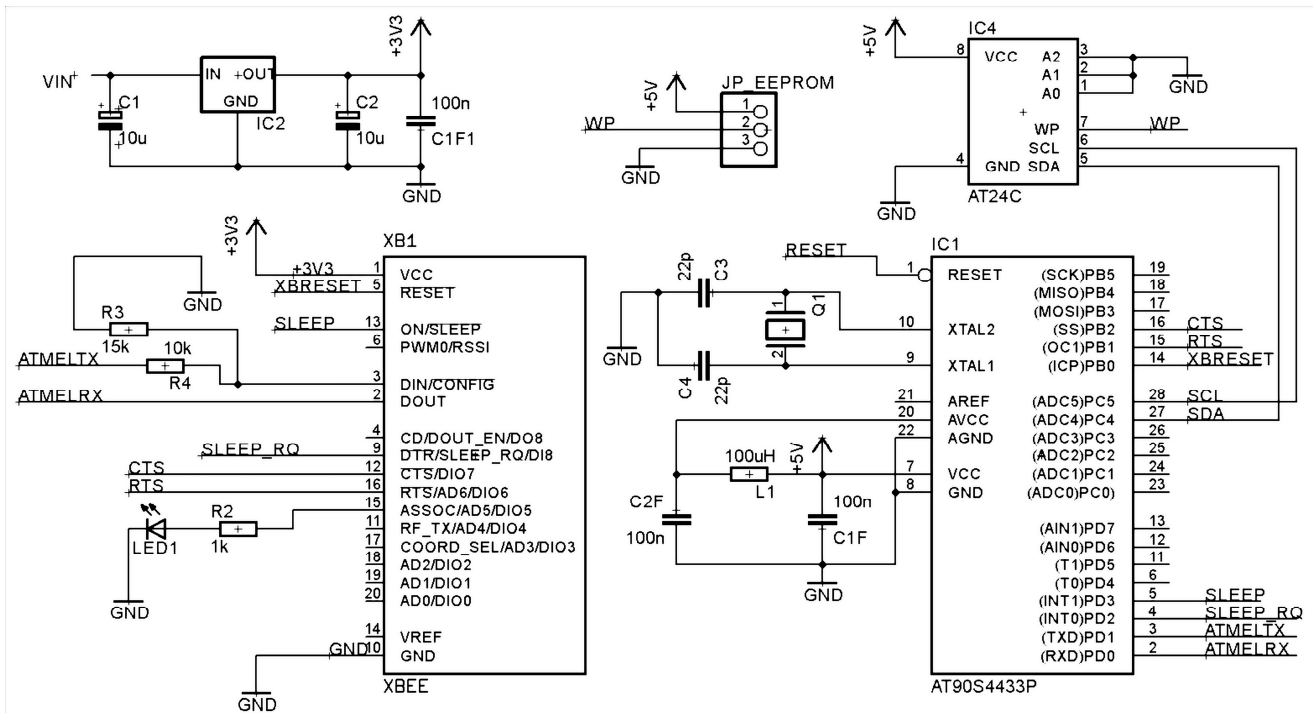 VIN
C1
10u
IN
+OUT
GND
IC2
C2
10u
+3V3
100n
C1F1
GND
JP_EEPROM
+5V
1
2
3
WP
GND
IC4
+5V
8
VCC
A2
3
A1
2
A0
1
GND
WP
7
WP
SCL
6
4
GND
SDA
5
GND
AT24C
+3V3
XB1
+3V3
1
VCC
XBRESET
5
RESET
GND
R3
15k
SLEEP
13
ON/SLEEP
6
PWM0/RSSI
ATMELTX
10k
R4
3
DIN/CONFIG
ATMELRX
2
DOUT
4
CD/DOUT_EN/DO8
SLEEP_RQ
9
DTR/SLEEP_RQ/DI8
CTS
12
CTS/DIO7
RTS
16
RTS/AD6/DIO6
15
ASSOC/AD5/DIO5
R2
1k
LED1
GND
11
RF_TX/AD4/DIO4
17
COORD_SEL/AD3/DIO3
18
AD2/DIO2
19
AD1/DIO1
20
AD0/DIO0
14
VREF
GND
10
GND
GND
XBEE
IC1
RESET
1
RESET
22p
C3
1
Q1
2
GND
C4
22p
10
XTAL2
9
XTAL1
21
AREF
20
AVCC
22
AGND
100uH
L1
+5V
7
VCC
8
GND
C2F
100n
100n
C1F
GND
(SCK)PB5
19
(MISO)PB4
18
(MOSI)PB3
17
(SS)PB2
16
CTS
(OC1)PB1
15
RTS
(ICP)PB0
14
XBRESET
(ADC5)PC5
28
SCL
(ADC4)PC4
27
SDA
(ADC3)PC3
26
(ADC2)PC2
25
(ADC1)PC1
24
(ADC0)PC0
23
(AIN1)PD7
13
(AIN0)PD6
12
(T1)PD5
11
(T0)PD4
6
(INT1)PD3
5
SLEEP
(INT0)PD2
4
SLEEP_RQ
(TXD)PD1
3
ATMELTX
(RXD)PD0
2
ATMELRX
AT90S4433P